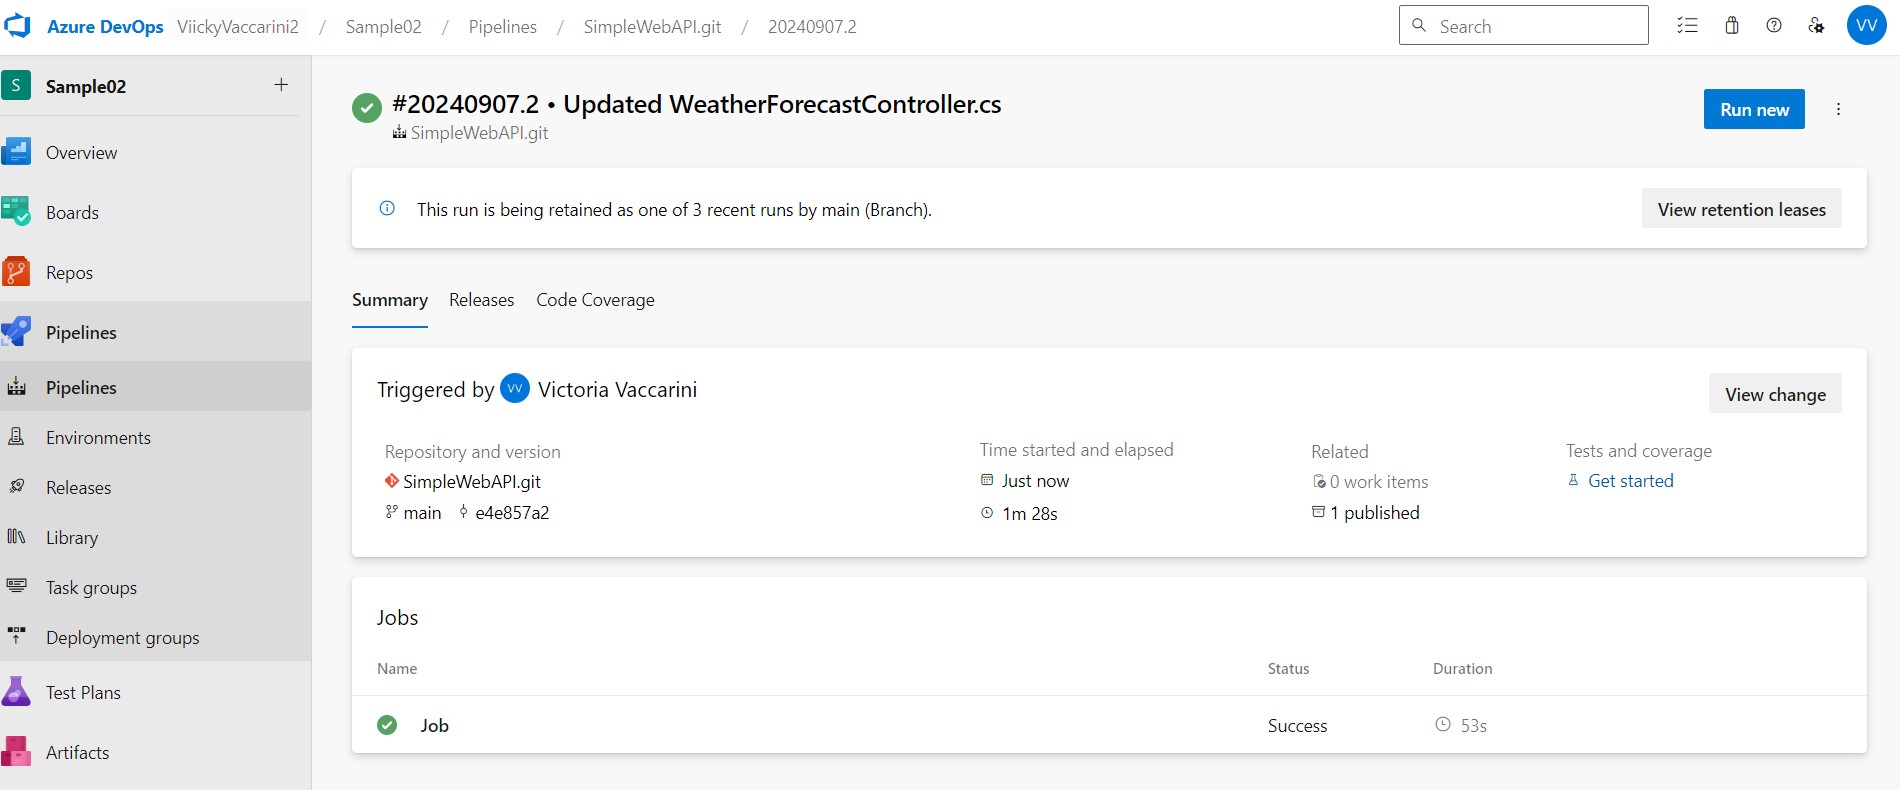 Azure DevOps ViickyVaccarini2 / Sample02 / Pipelines / SimpleWebAPI.git / 20240907.2
Search
VV
S Sample02 +
Overview
Boards
Repos
Pipelines
Pipelines
Environments
Releases
Library
Task groups
Deployment groups
Test Plans
Artifacts
#20240907.2 • Updated WeatherForecastController.cs
SimpleWebAPI.git
Run new
This run is being retained as one of 3 recent runs by main (Branch).
View retention leases
Summary Releases Code Coverage
Triggered by VV Victoria Vaccarini
View change
Repository and version
SimpleWebAPI.git
main e4e857a2
Time started and elapsed
Just now
1m 28s
Related
0 work items
1 published
Tests and coverage
Get started
Jobs
Name Status Duration
Job Success 53s